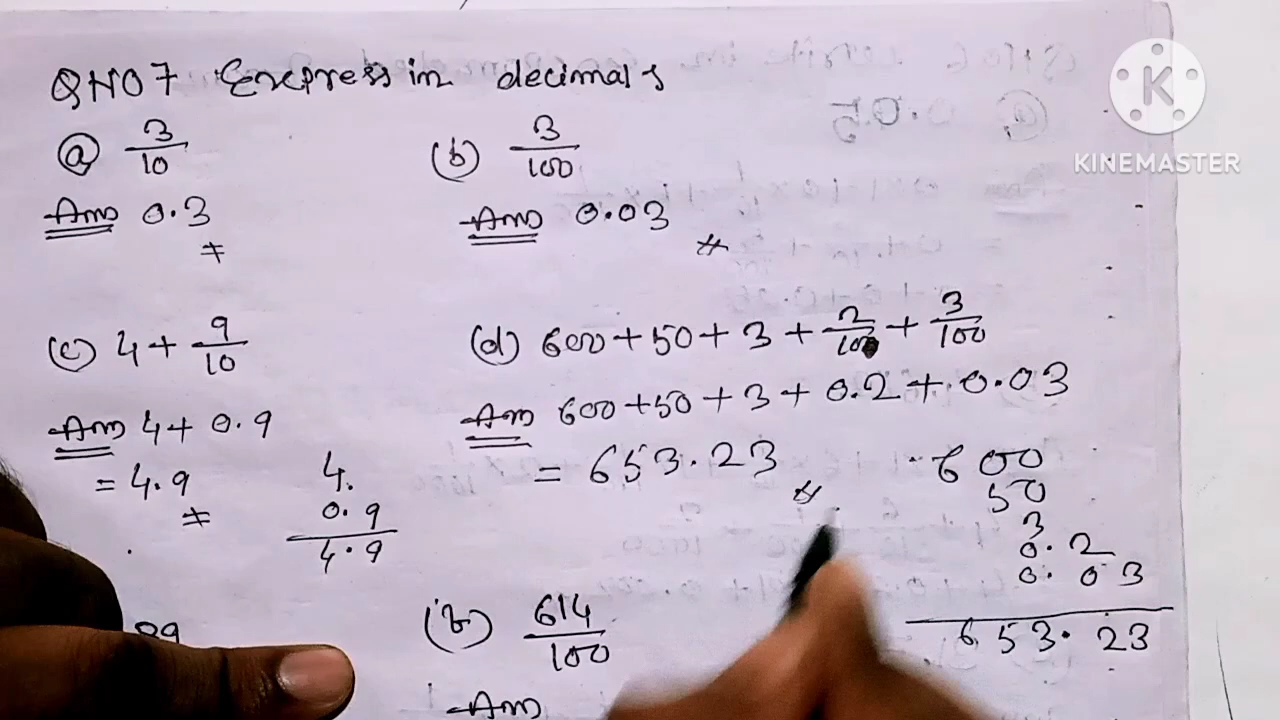 QNO7 Express in decimals
(a) 3/10
(b) 3/100
Ans 0.3
Ans 0.03
(c) 4 + 9/10
(d) 600 + 50 + 3 + 2/10 + 3/100
Ans 4 + 0.9
Ans 600 + 50 + 3 + 0.2 + 0.03
= 4.9
= 653.23
4.
0.9
4.9
600
50
3
0.2
0.03
653.23
89
614/100
Ans
K
KINEMASTER